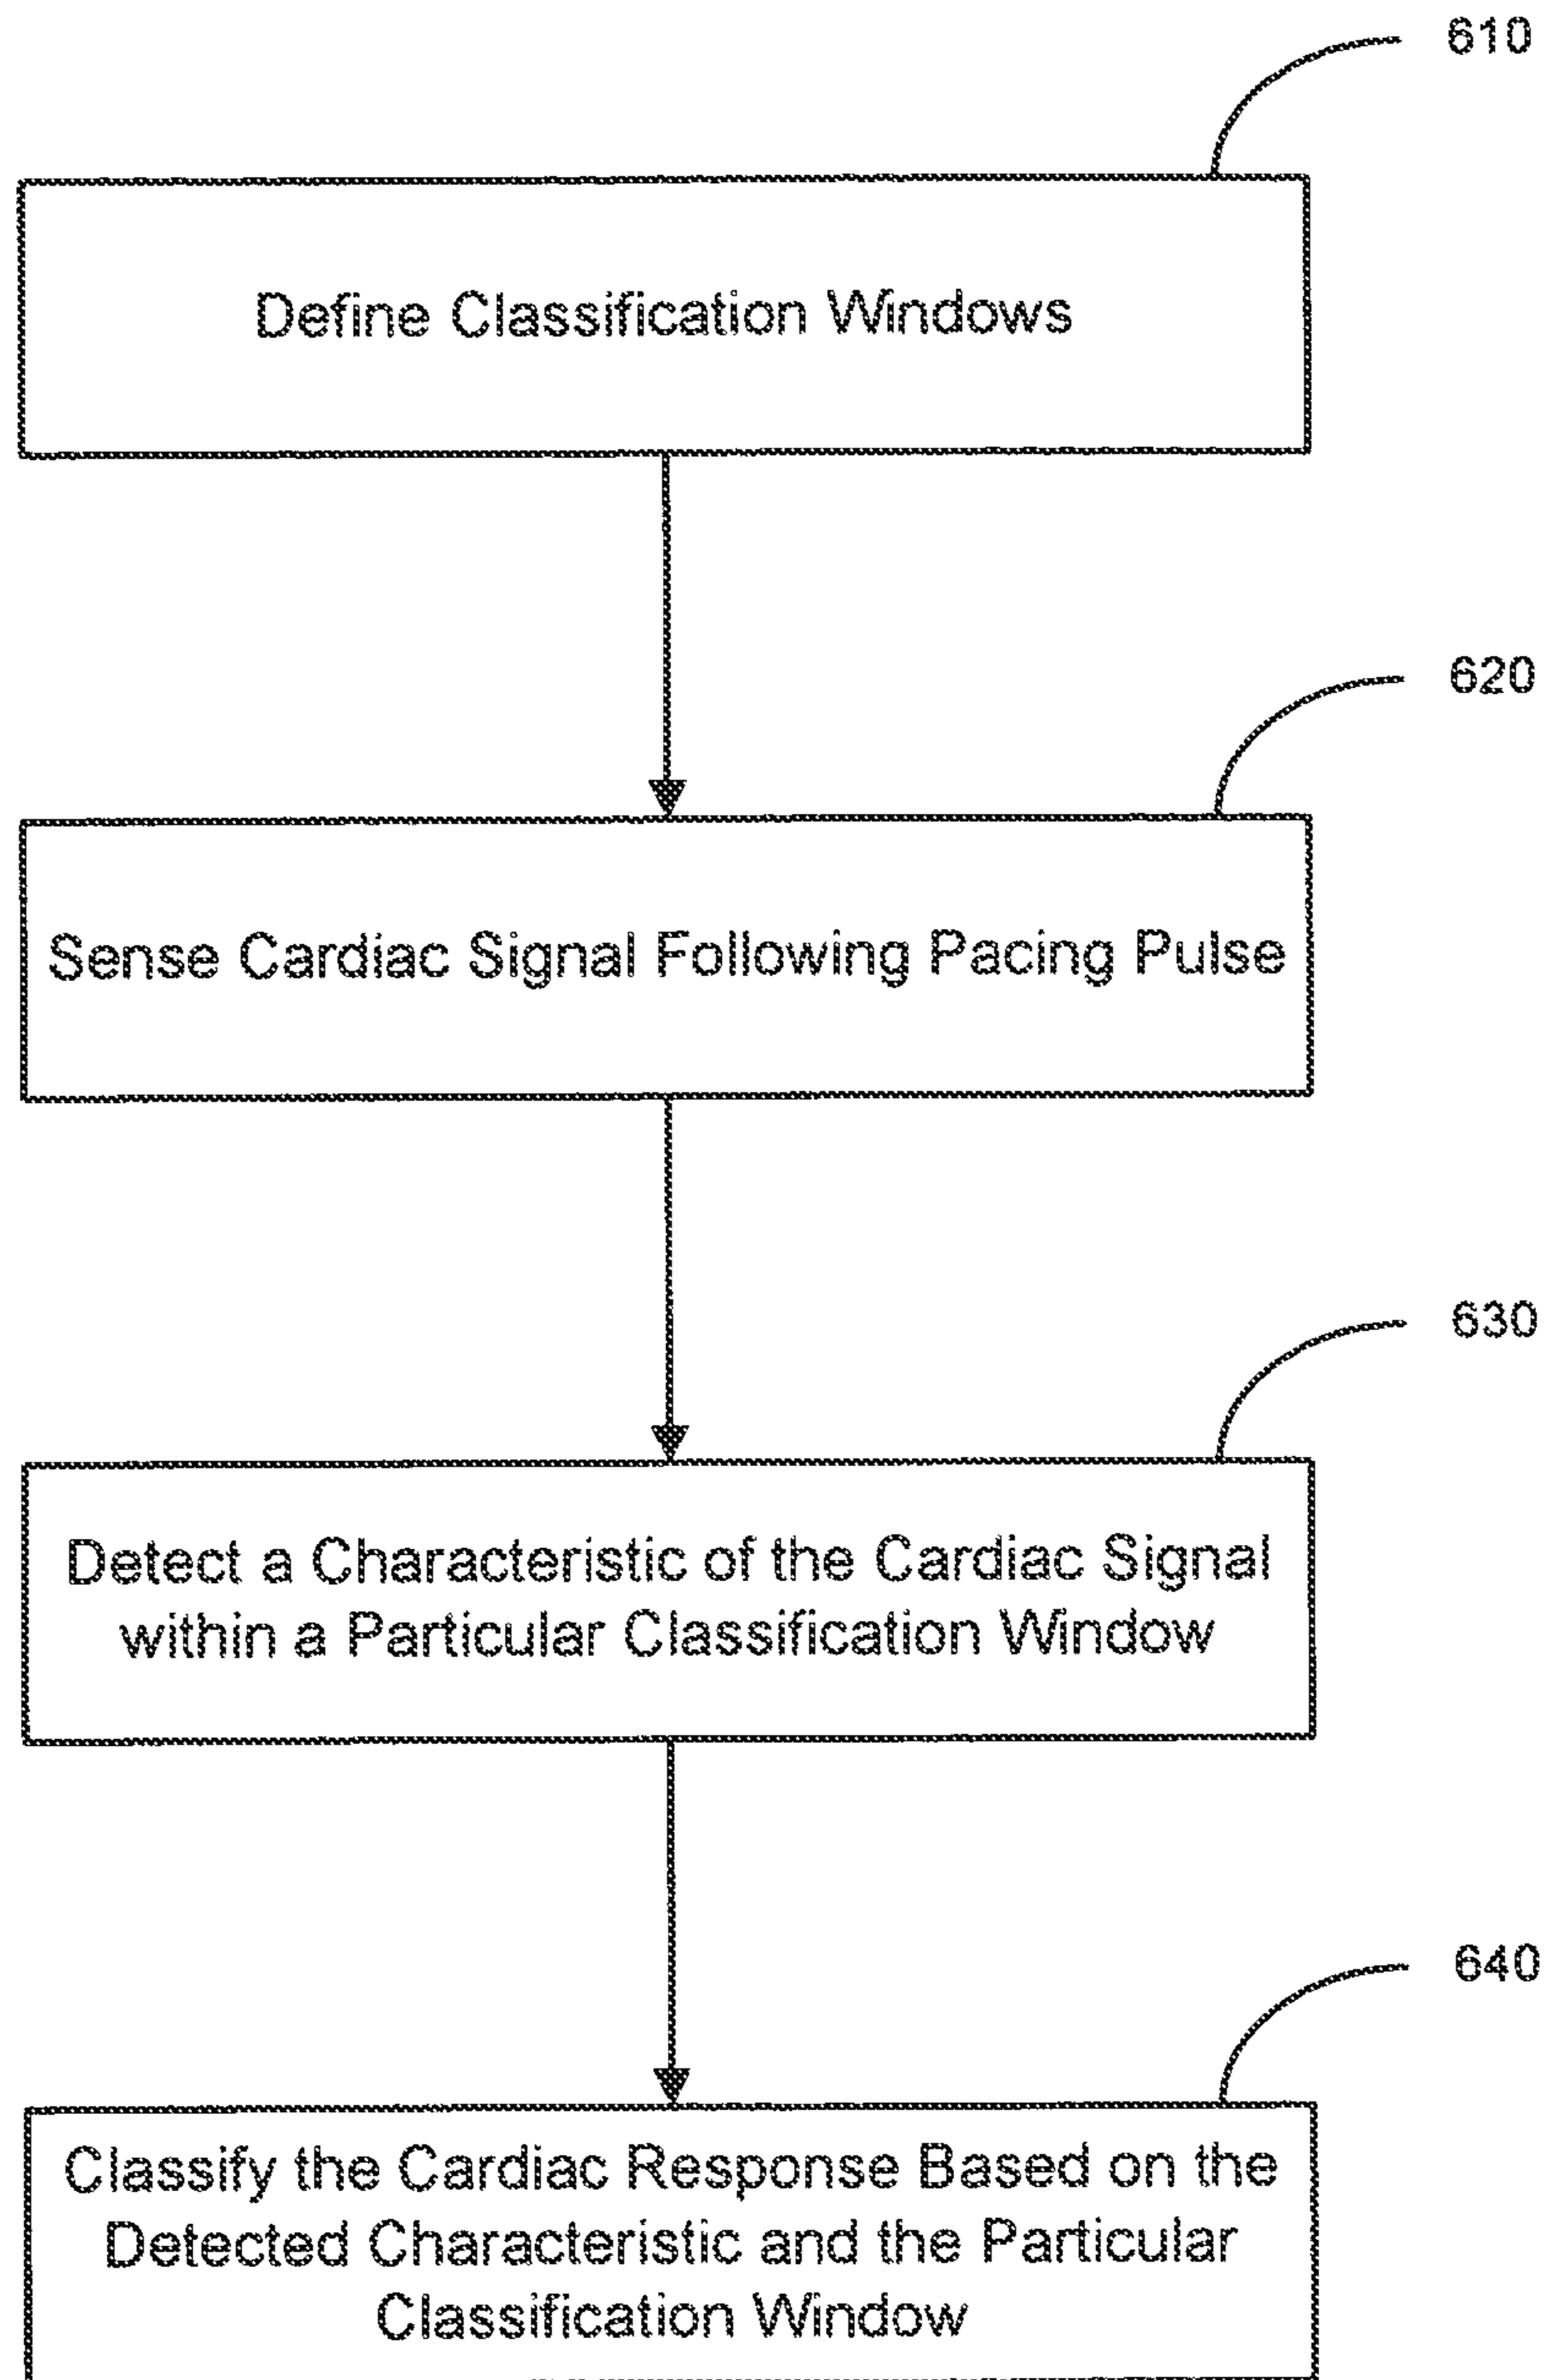 610
Define Classification Windows
620
Sense Cardiac Signal Following Pacing Pulse
630
Detect a Characteristic of the Cardiac Signal
within a Particular Classification Window
640
Classify the Cardiac Response Based on the
Detected Characteristic and the Particular
Classification Window